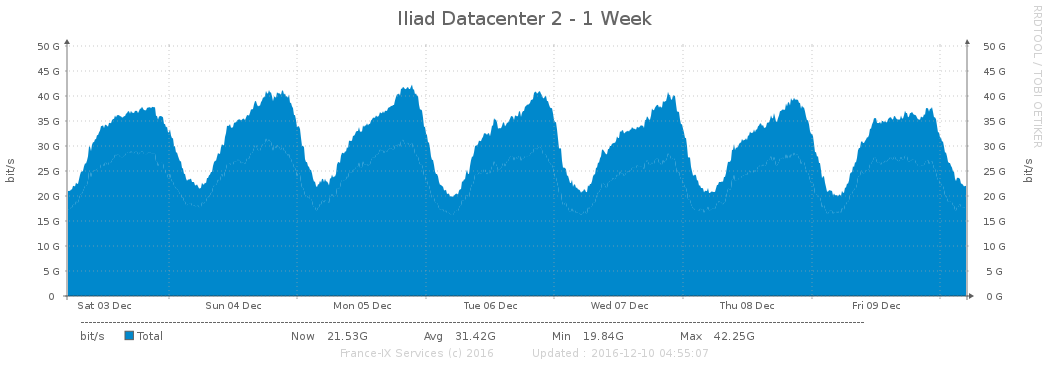 Iliad Datacenter 2 - 1 Week
RRDTOOL / TOBI OETIKER
50 G 50 G
45 G 45 G
40 G 40 G
35 G 35 G
30 G 30 G
25 G 25 G
20 G 20 G
15 G 15 G
10 G 10 G
5 G 5 G
0 0 G
bit/s
bit/s
Sat 03 Dec Sun 04 Dec Mon 05 Dec Tue 06 Dec Wed 07 Dec Thu 08 Dec Fri 09 Dec
bit/s Total Now 21.53G Avg 31.42G Min 19.84G Max 42.25G
France-IX Services (c) 2016 Updated : 2016-12-10 04:55:07